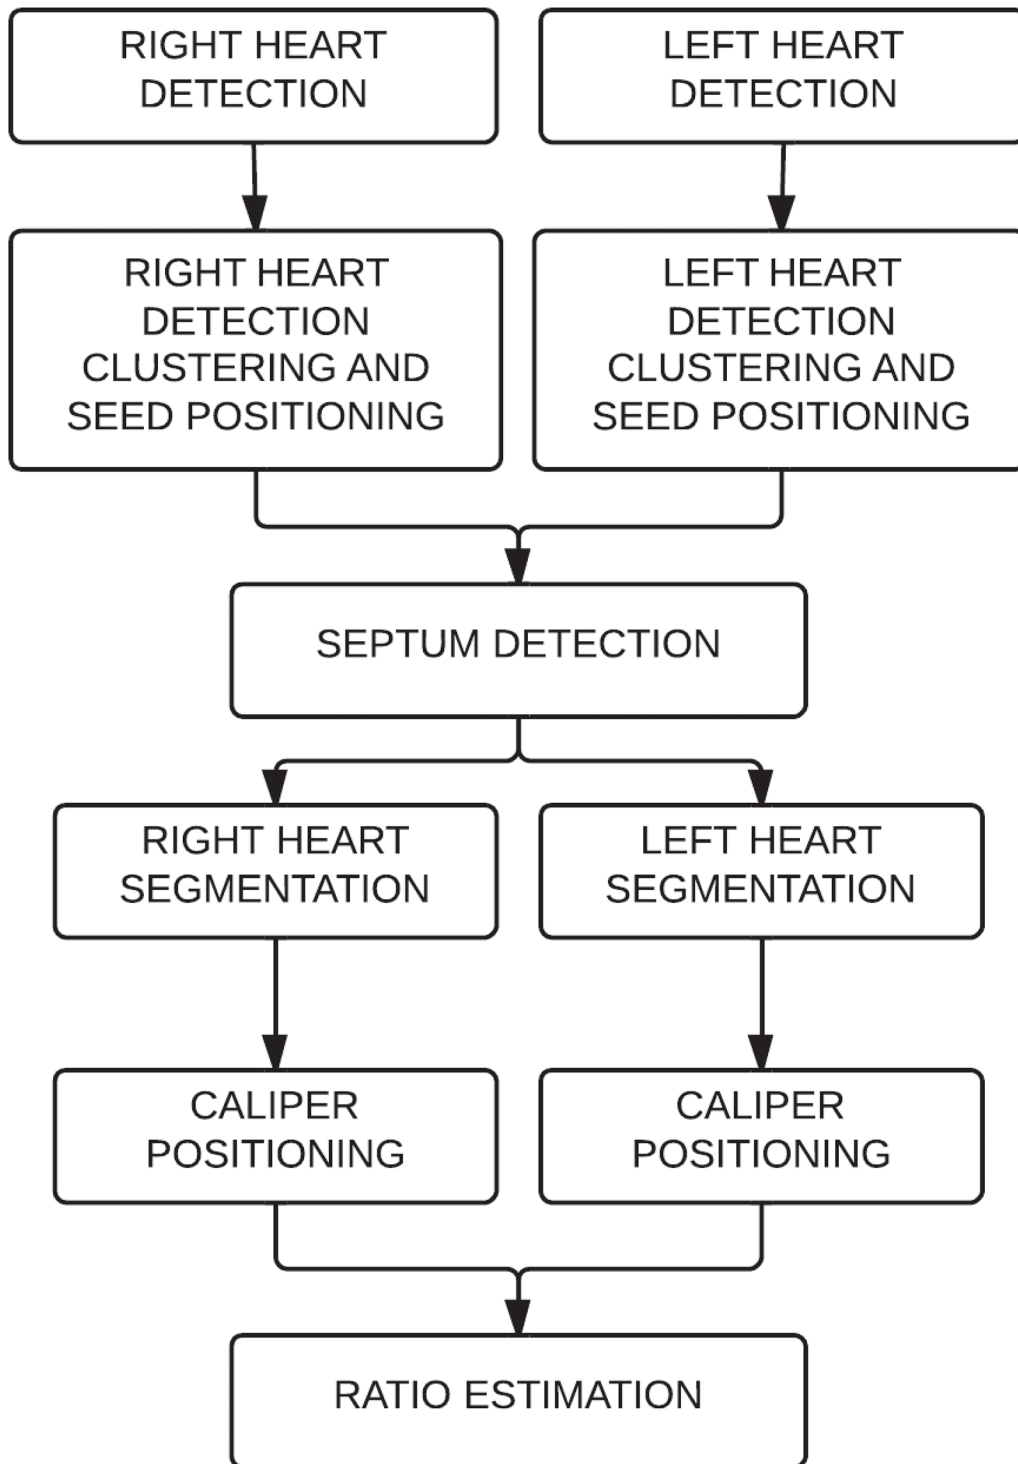 RIGHT HEART
DETECTION
LEFT HEART
DETECTION
RIGHT HEART
DETECTION
CLUSTERING AND
SEED POSITIONING
LEFT HEART
DETECTION
CLUSTERING AND
SEED POSITIONING
SEPTUM DETECTION
RIGHT HEART
SEGMENTATION
LEFT HEART
SEGMENTATION
CALIPER
POSITIONING
CALIPER
POSITIONING
RATIO ESTIMATION